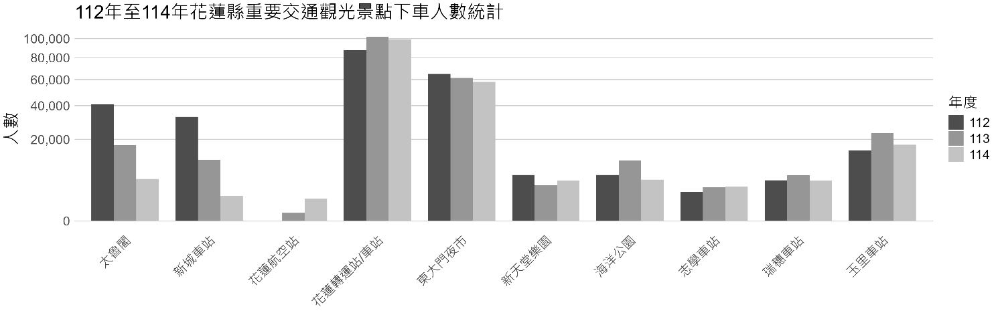 112年至114年花蓮縣重要交通觀光景點下車人數統計
人數
100,000
80,000
60,000
40,000
20,000
0
太魯閣
新城車站
花蓮航空站
花蓮轉運站/車站
東大門夜市
新天堂樂園
海洋公園
志學車站
瑞穗車站
玉里車站
年度
112
113
114